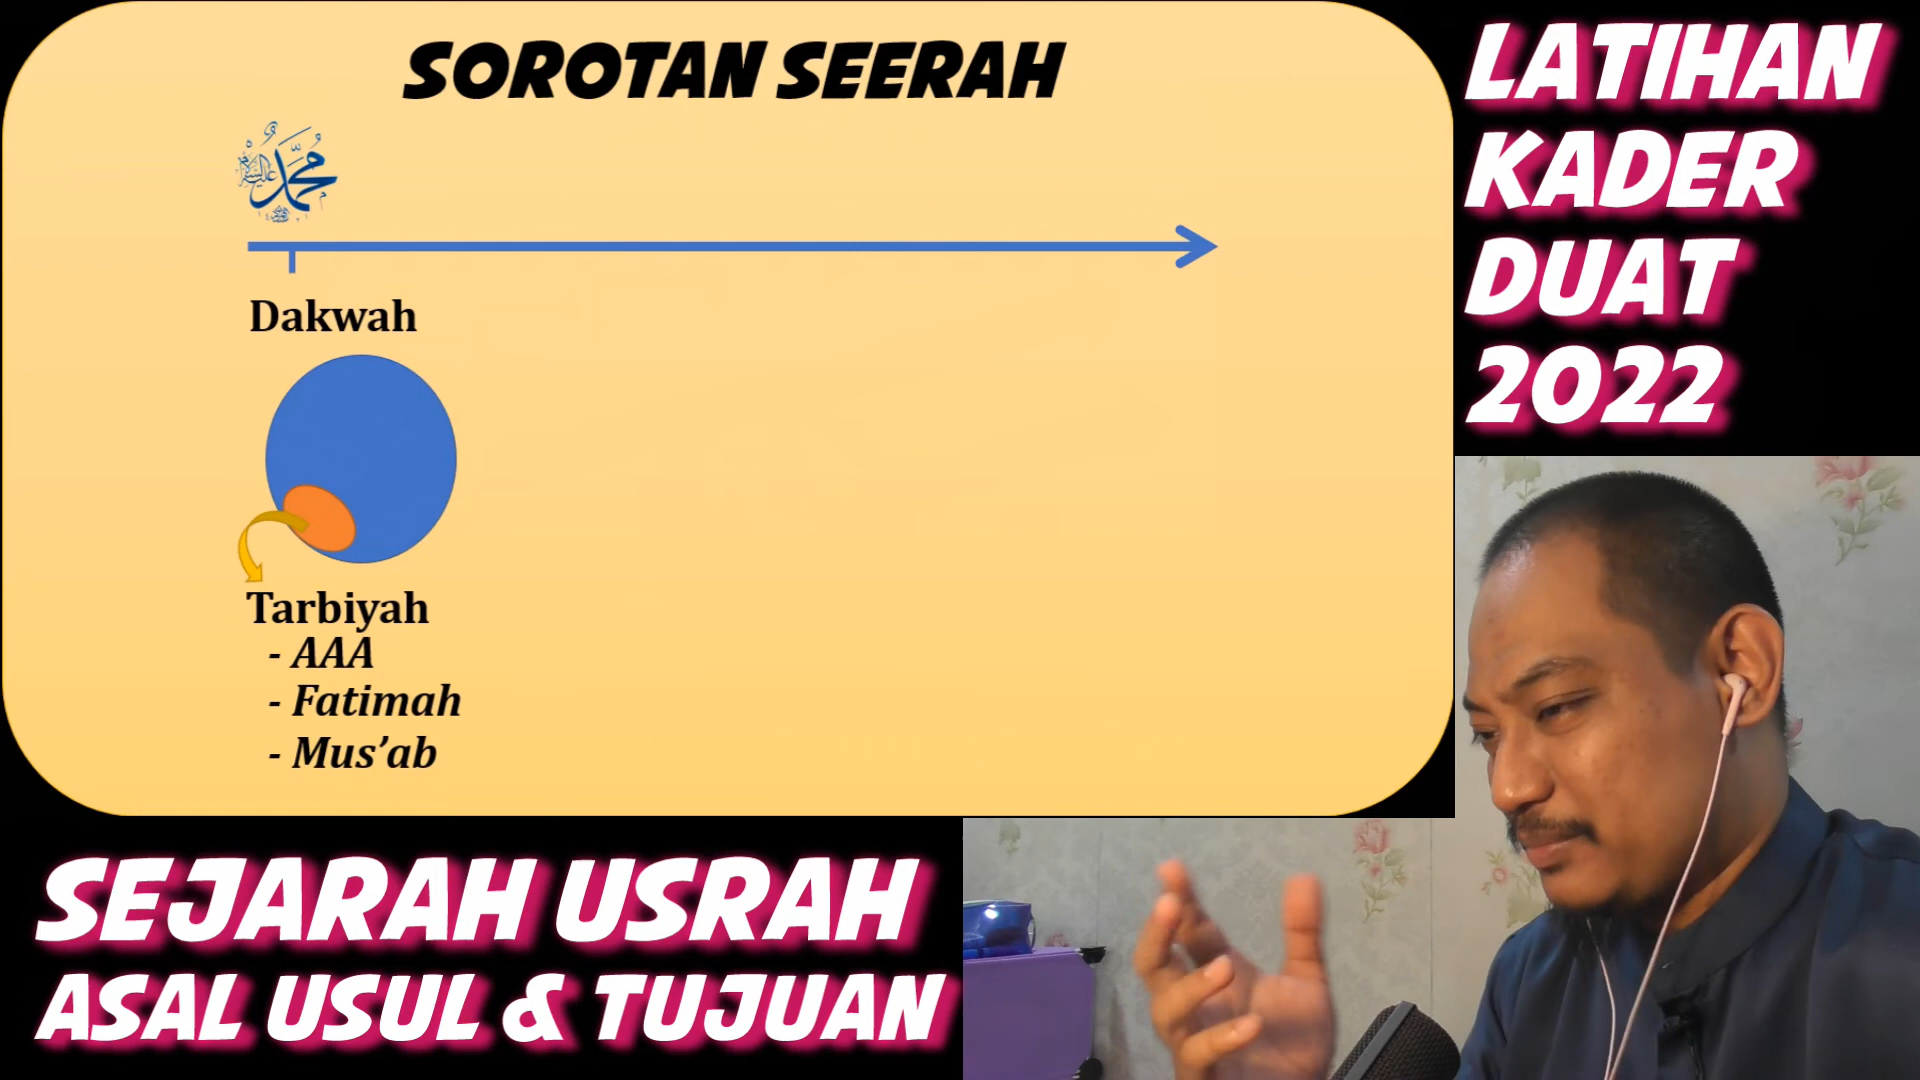 SOROTAN SEERAH
محمد
Dakwah
Tarbiyah
- AAA
- Fatimah
- Mus’ab
LATIHAN
KADER
DUAT
2022
SEJARAH USRAH
ASAL USUL & TUJUAN